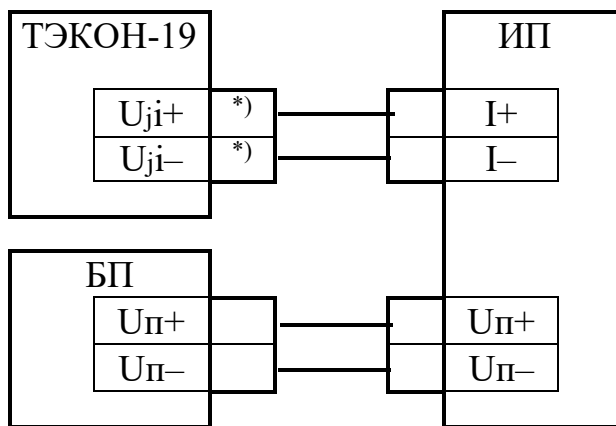 ТЭКОН-19
ИП
Uji+ *) I+
Uji– *) I–
БП
Uп+ Uп+
Uп– Uп–